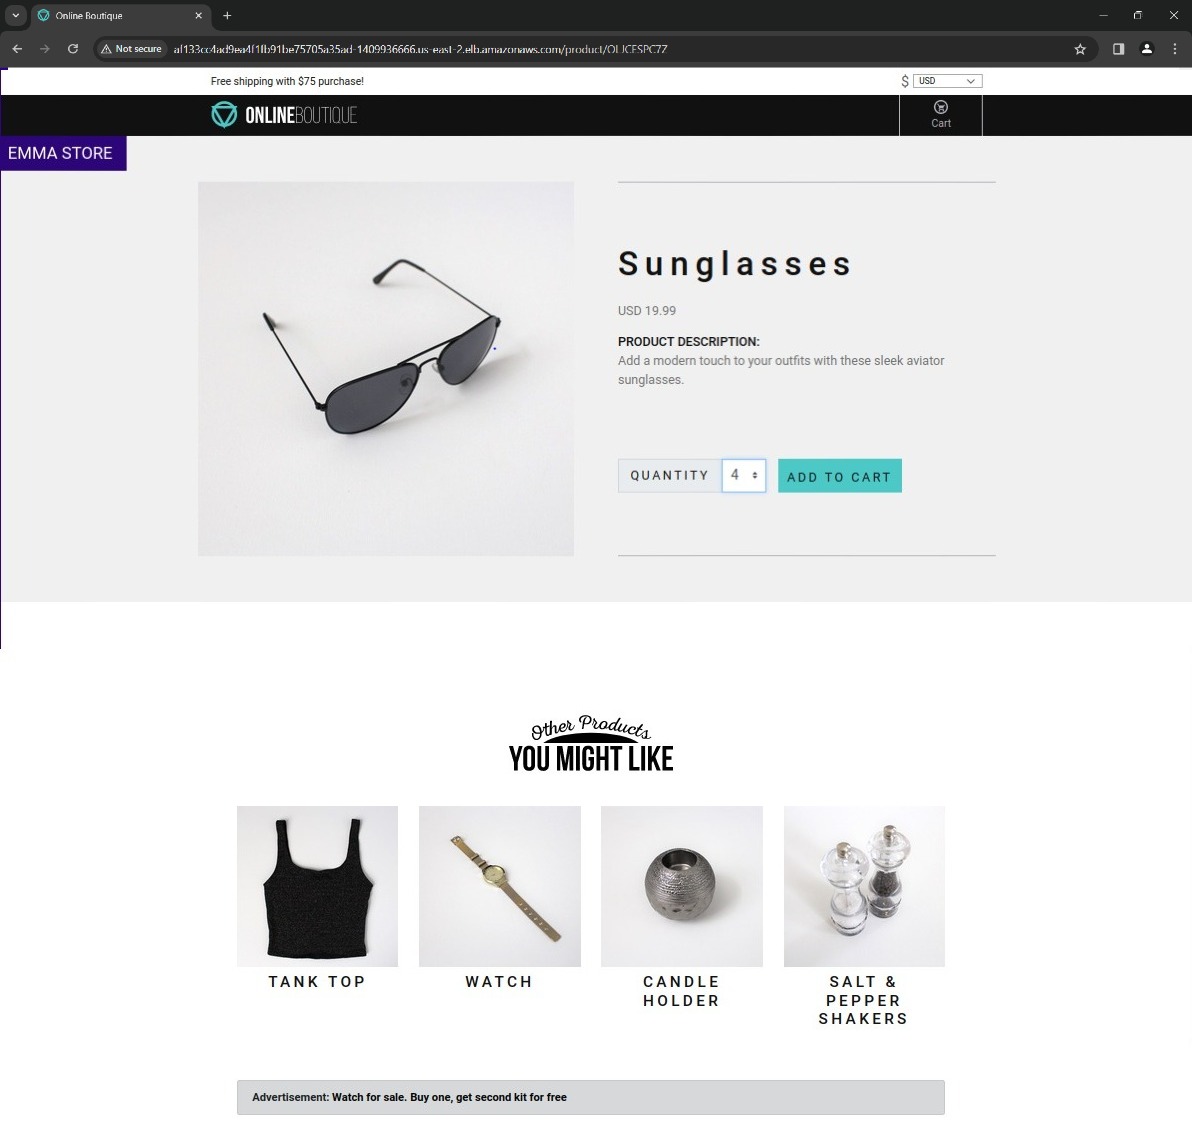 Online Boutique
Not secure
af133cc4ad9ea4f1fb91be75705a35ad-1409936666.us-east-2.elb.amazonaws.com/product/OLJCESPC7Z
Free shipping with $75 purchase!
$ USD
ONLINEBOUTIQUE
Cart
EMMA STORE
Sunglasses
USD 19.99
PRODUCT DESCRIPTION:
Add a modern touch to your outfits with these sleek aviator
sunglasses.
QUANTITY 4 ADD TO CART
Other Products
YOU MIGHT LIKE
TANK TOP
WATCH
CANDLE
HOLDER
SALT &
PEPPER
SHAKERS
Advertisement: Watch for sale. Buy one, get second kit for free